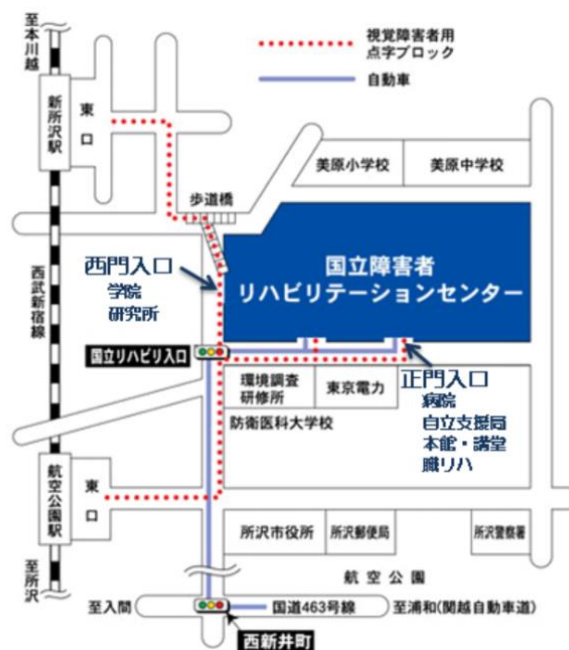 至本川越
新所沢駅
東口
視覚障害者用
点字ブロック
自動車
美原小学校
美原中学校
歩道橋
西武新宿線
西門入口
学院
研究所
国立障害者
リハビリテーションセンター
国立リハビリ入口
環境調査
研修所
東京電力
正門入口
病院
自立支援局
本館・講堂
職リハ
防衛医科大学校
航空公園駅
東口
所沢市役所
所沢郵便局
所沢警察署
至所沢
航空公園
至入間
国道463号線
至浦和(関越自動車道)
西新井町